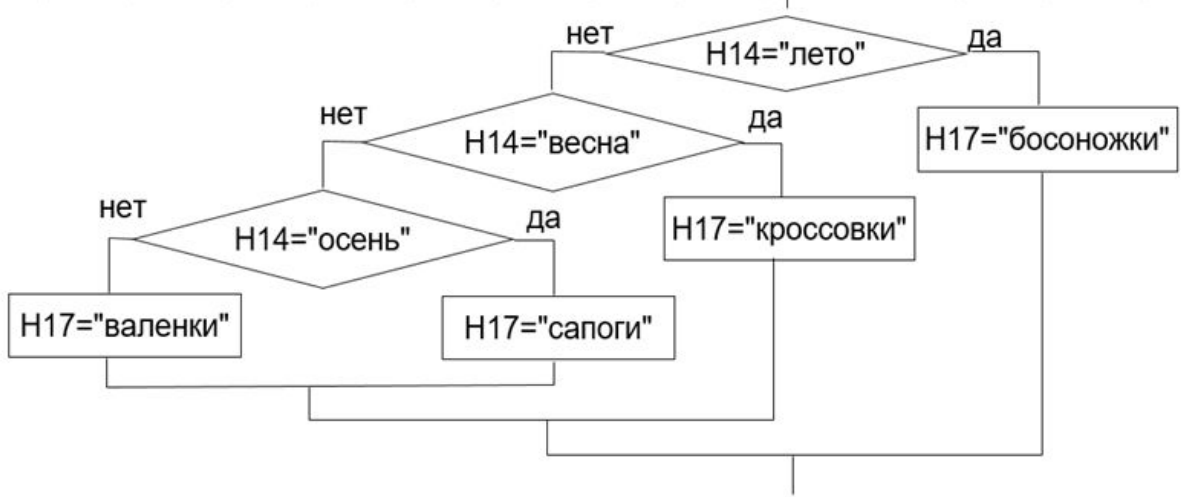 нет
H14="лето"
да
нет
H14="весна"
да
H17="босоножки"
нет
H14="осень"
да
H17="кроссовки"
H17="валенки"
H17="сапоги"